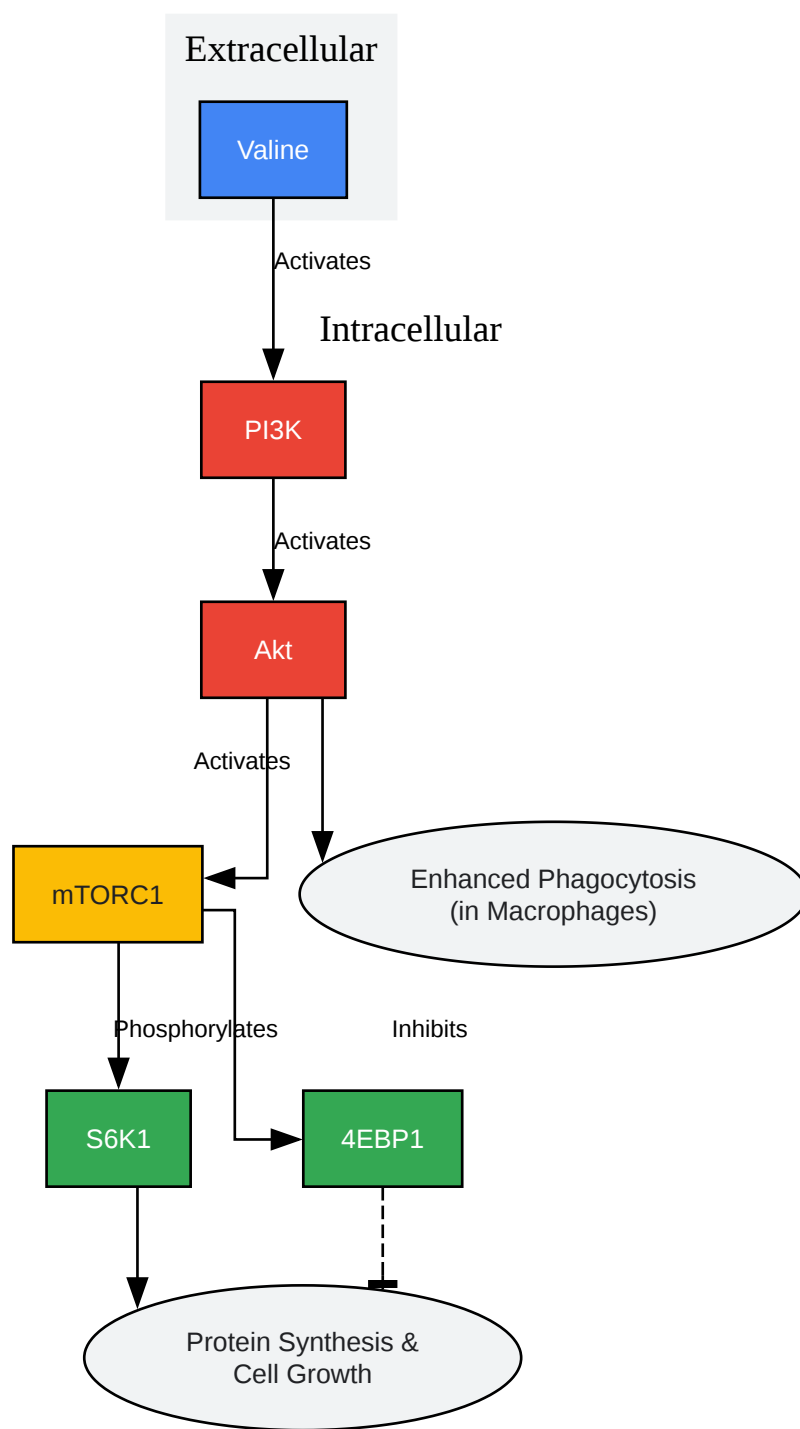 Extracellular
Valine
Activates
Intracellular
PI3K
Activates
Akt
Activates
mTORC1
Enhanced Phagocytosis
(in Macrophages)
Phosphorylates
Inhibits
S6K1
4EBP1
Protein Synthesis &
Cell Growth